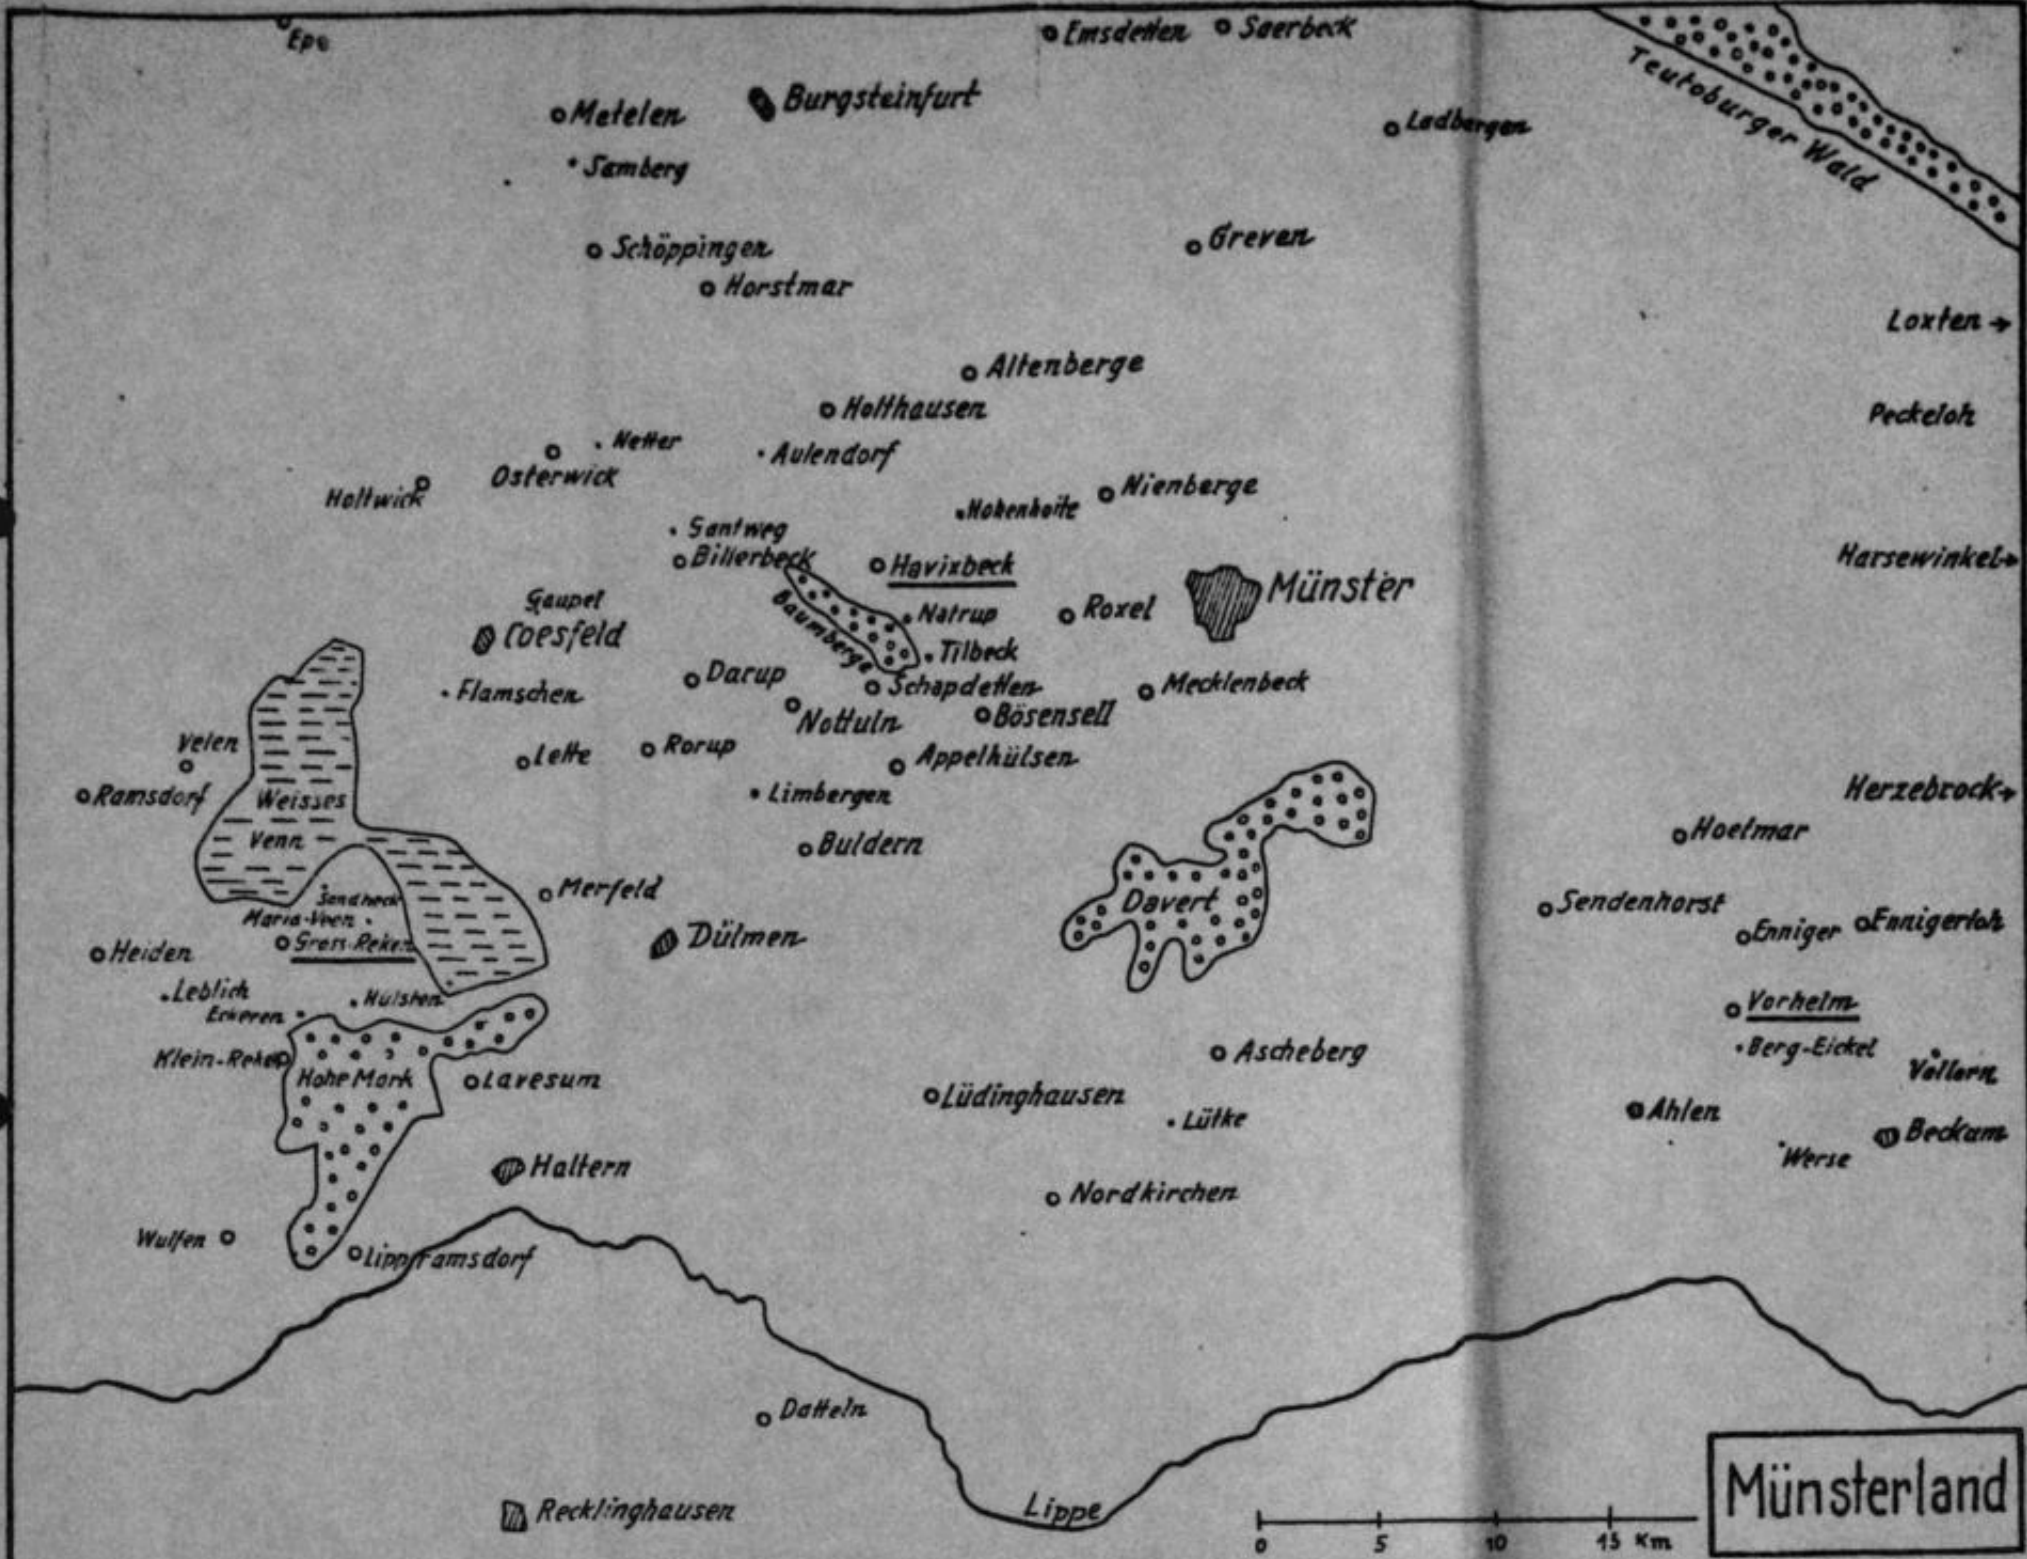 Epe
Emsdetten
Saerbeck
Teutoburger Wald
Metelen
Burgsteinfurt
Ladbergen
Samberg
Schöppingen
Greven
Horstmar
Loxten →
Altenberge
Holthausen
Peckeloh
Netter
Aulendorf
Osterwick
Holtwick
Nienberge
Hohenholte
Santweg
Billerbeck
Havixbeck
Harsewinkel→
Gaupel
Coesfeld
Baumberge
Natrup
Roxel
Münster
Tilbeck
Flamschen
Darup
Schapdetten
Mecklenbeck
Nottuln
Bösensell
Velen
Lette
Rorup
Appelhülsen
Ramsdorf
Weisses
Venn
Limbergen
Herzebrock→
Hoetmar
Buldern
Merfeld
Davert
Sendenhorst
Maria-Veen
Gross-Reken
Dülmen
Enniger
Ennigerloh
Heiden
Leblich
Hülsten
Vorhelm
Klein-Reken
Hohe Mark
Lavesum
Ascheberg
Berg-Eickel
Vellern
Lüdinghausen
Lütke
Ahlen
Beckum
Werse
Haltern
Nordkirchen
Wulfen
Lippramsdorf
Datteln
Recklinghausen
Lippe
0 5 10 15 Km
Münsterland